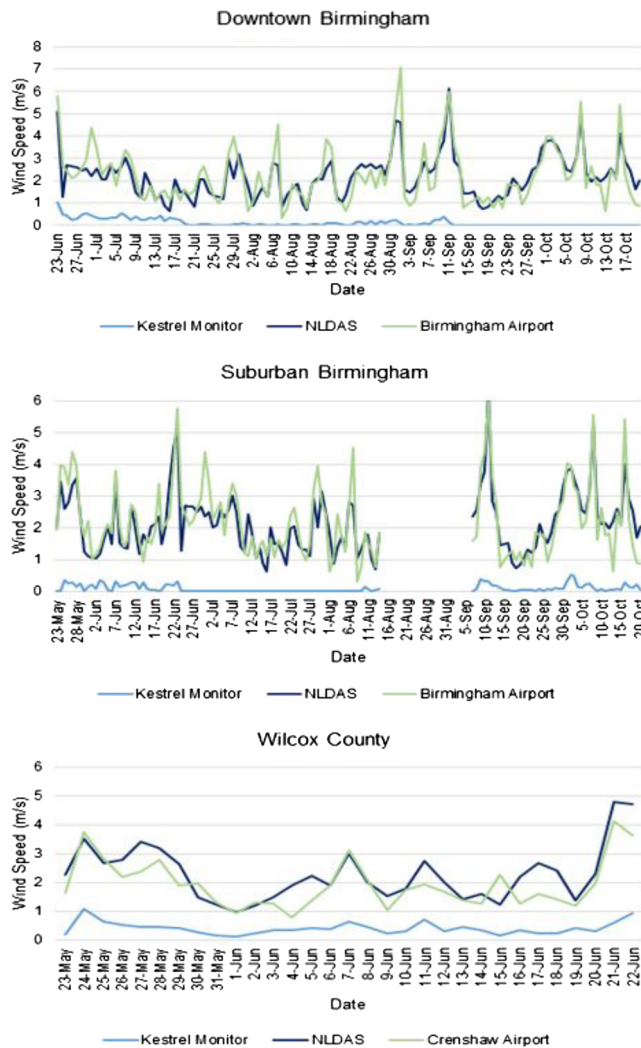 Downtown Birmingham
8
7
6
5
4
3
2
1
0
Wind Speed (m/s)
23-Jun 27-Jun 1-Jul 5-Jul 9-Jul 13-Jul 17-Jul 21-Jul 25-Jul 29-Jul 2-Aug 6-Aug 10-Aug 14-Aug 18-Aug 22-Aug 26-Aug 30-Aug 3-Sep 7-Sep 11-Sep 15-Sep 19-Sep 23-Sep 27-Sep 1-Oct 5-Oct 9-Oct 13-Oct 17-Oct
Date
Kestrel Monitor NLDAS Birmingham Airport
Suburban Birmingham
6
5
4
3
2
1
0
Wind Speed (m/s)
23-May 28-May 2-Jun 7-Jun 12-Jun 17-Jun 22-Jun 27-Jun 2-Jul 7-Jul 12-Jul 17-Jul 22-Jul 27-Jul 1-Aug 6-Aug 11-Aug 16-Aug 21-Aug 26-Aug 31-Aug 5-Sep 10-Sep 15-Sep 20-Sep 25-Sep 30-Sep 5-Oct 10-Oct 15-Oct 20-Oct
Date
Kestrel Monitor NLDAS Birmingham Airport
Wilcox County
6
5
4
3
2
1
0
Wind Speed (m/s)
23-May 24-May 25-May 26-May 27-May 28-May 29-May 30-May 31-May 1-Jun 2-Jun 3-Jun 4-Jun 5-Jun 6-Jun 7-Jun 8-Jun 9-Jun 10-Jun 11-Jun 12-Jun 13-Jun 14-Jun 15-Jun 16-Jun 17-Jun 18-Jun 19-Jun 20-Jun 21-Jun 22-Jun
Date
Kestrel Monitor NLDAS Crenshaw Airport